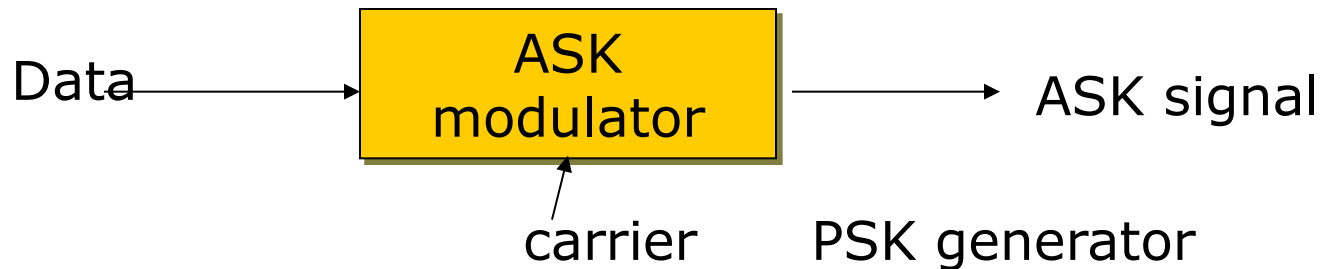 Data
ASK
modulator
ASK signal
carrier
PSK generator